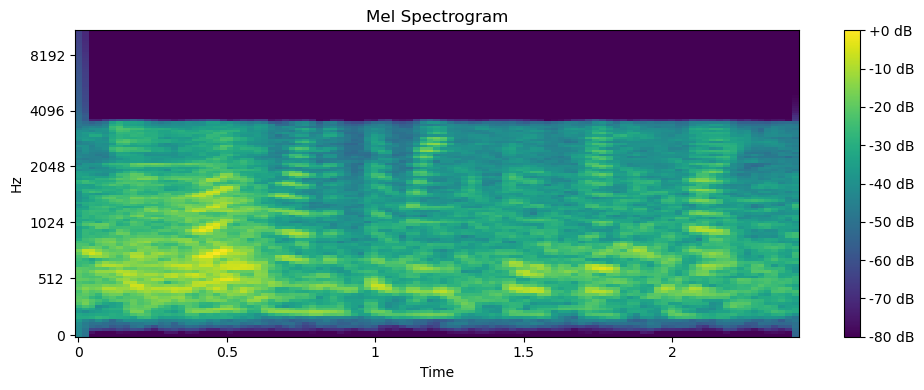 Mel Spectrogram
Hz
8192
4096
2048
1024
512
0
0
0.5
1
1.5
2
Time
+0 dB
-10 dB
-20 dB
-30 dB
-40 dB
-50 dB
-60 dB
-70 dB
-80 dB